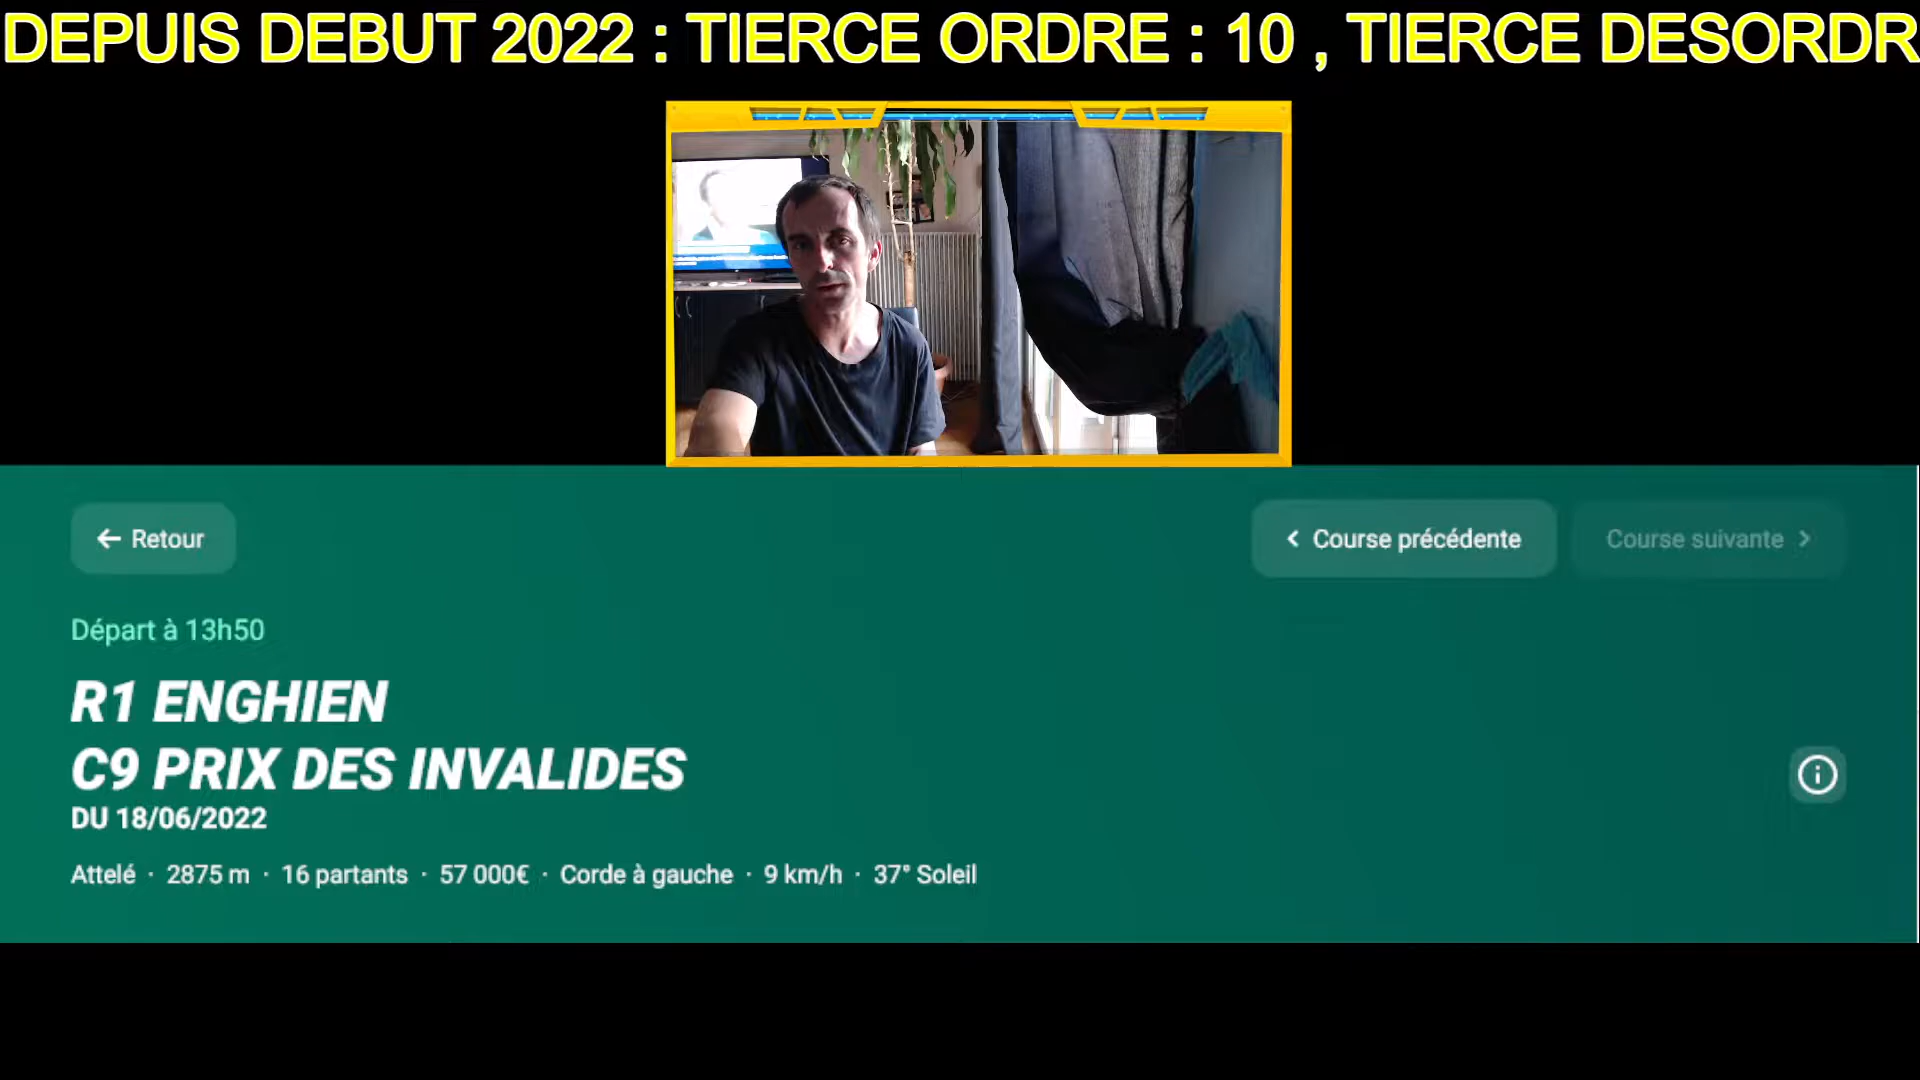 DEPUIS DEBUT 2022 : TIERCE ORDRE : 10 , TIERCE DESORDR
Retour
Course précédente
Course suivante
Départ à 13h50
R1 ENGHIEN
C9 PRIX DES INVALIDES
DU 18/06/2022
Attelé · 2875 m · 16 partants · 57 000€ · Corde à gauche · 9 km/h · 37° Soleil